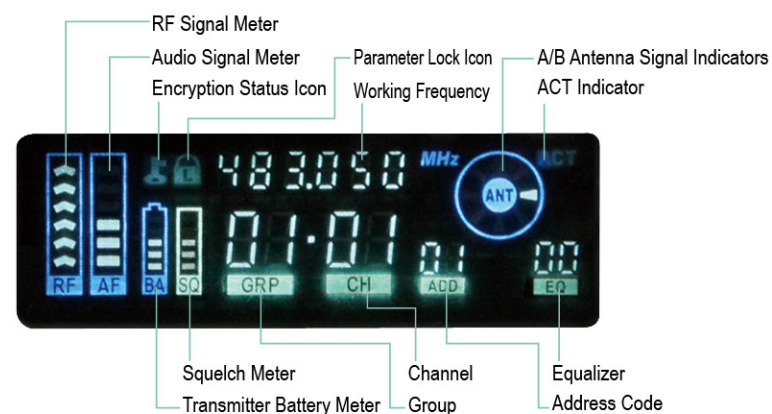 RF Signal Meter
Audio Signal Meter
Parameter Lock Icon
A/B Antenna Signal Indicators
Encryption Status Icon
Working Frequency
ACT Indicator
483.050 MHz
ACT
ANT
01.01
01
00
RF AF BA SQ GRP CH ADD EQ
Squelch Meter
Channel
Equalizer
Transmitter Battery Meter
Group
Address Code